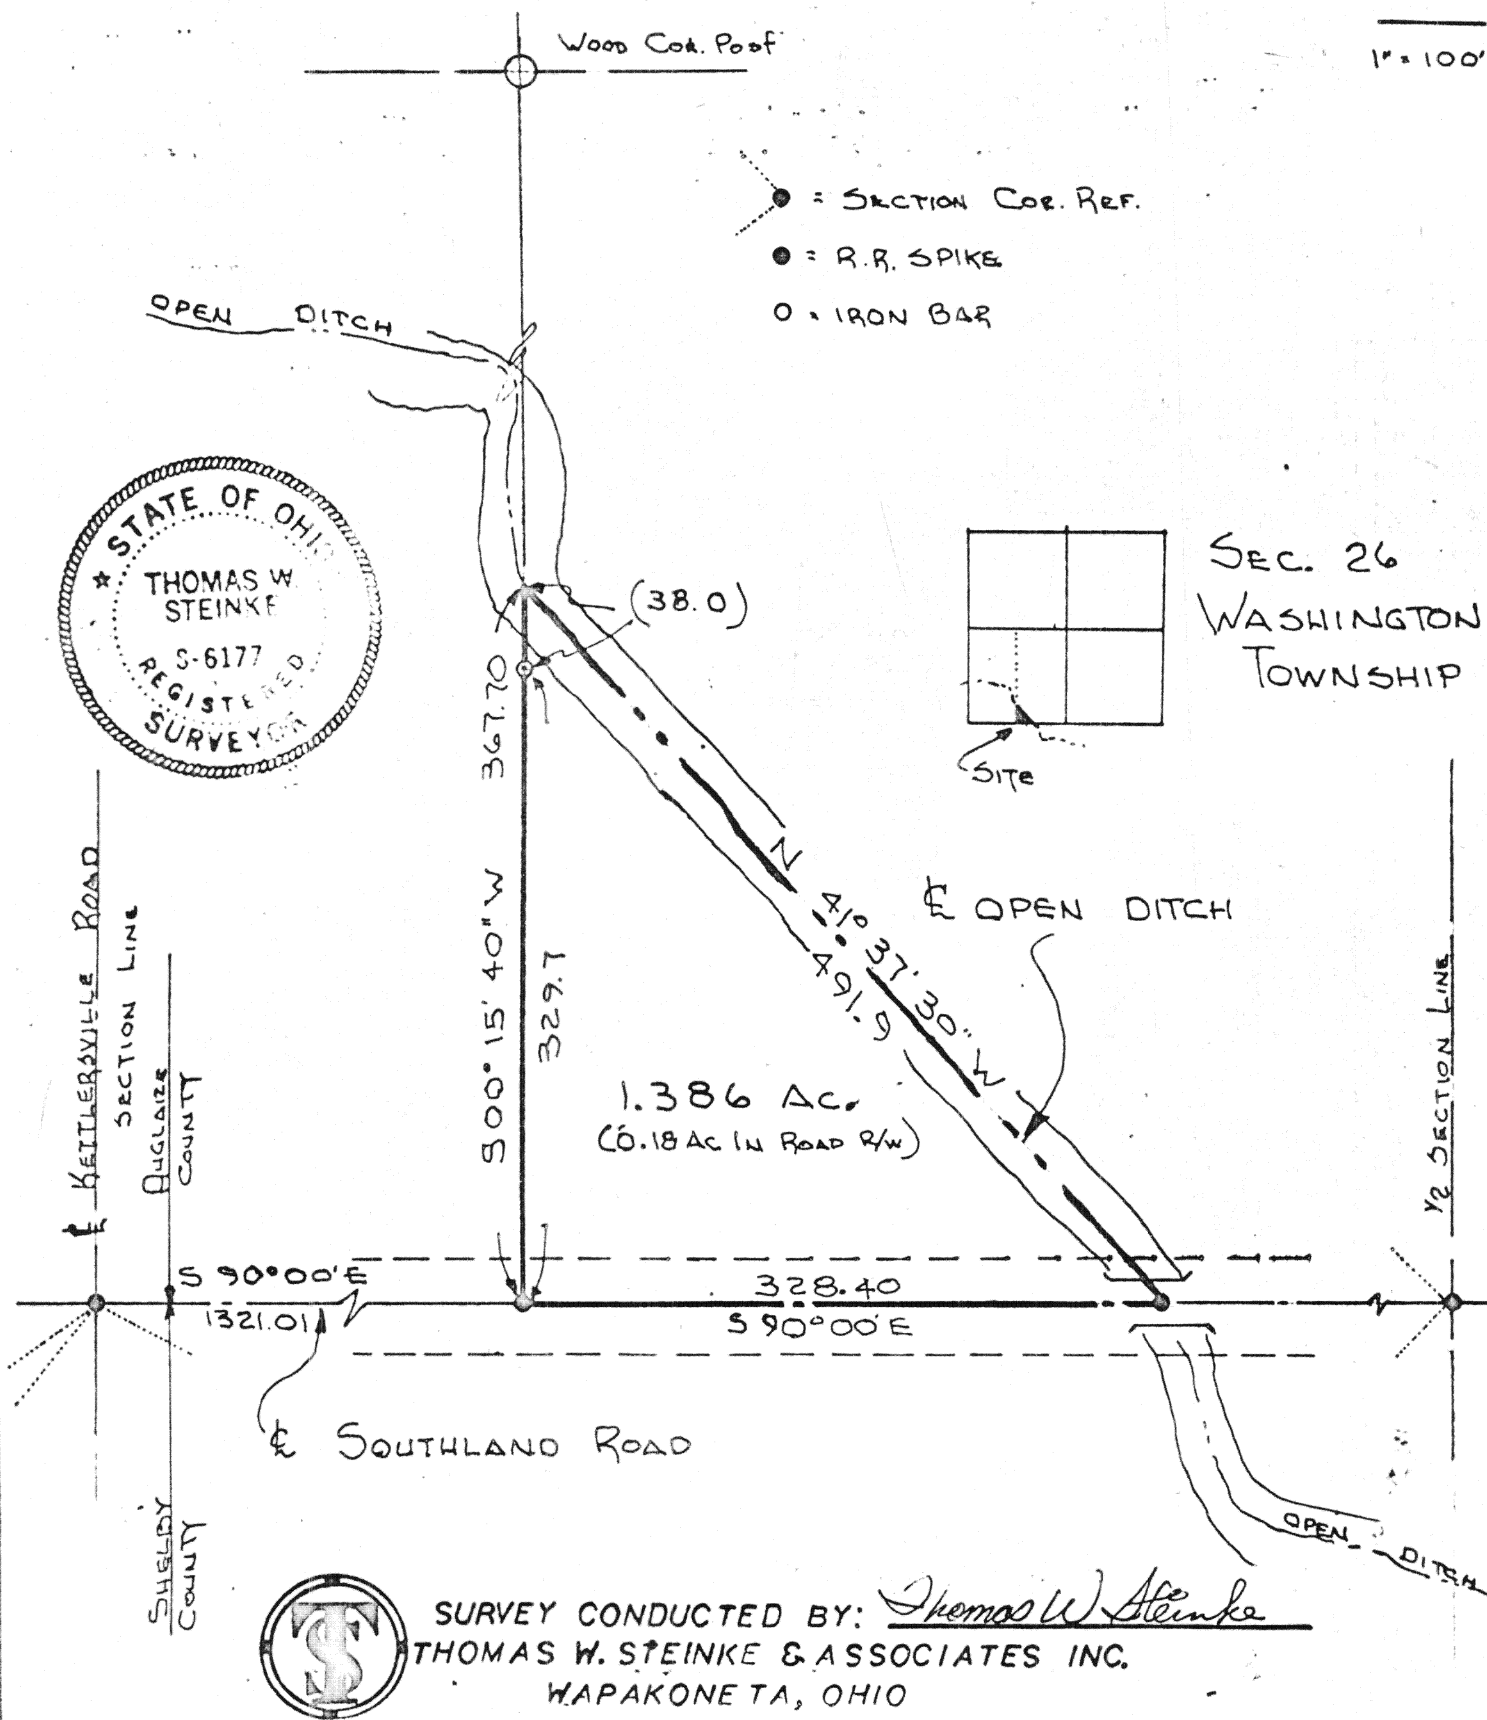 Wood Cor. Post
1" = 100'
= Section Cor. Ref.
= R.R. Spike
= Iron Bar
OPEN DITCH
STATE OF OHIO
THOMAS W.
STEINKE
S-6177
REGISTERED
SURVEYOR
(38.0)
SEC. 26
WASHINGTON
TOWNSHIP
SITE
S 00° 15' 40" W 367.70
329.7
N 41° 37' 30" W
491.9
℄ OPEN DITCH
1.386 Ac.
(0.18 Ac In Road R/W)
℄ KETTLERSVILLE ROAD
SECTION LINE
AUGLAIZE
COUNTY
1/2 SECTION LINE
S 90°00' E
1321.01
328.40
S 90°00' E
℄ SOUTHLAND ROAD
SHELBY
COUNTY
OPEN DITCH
TS
SURVEY CONDUCTED BY: Thomas W Steinke
THOMAS W. STEINKE & ASSOCIATES INC.
WAPAKONETA, OHIO